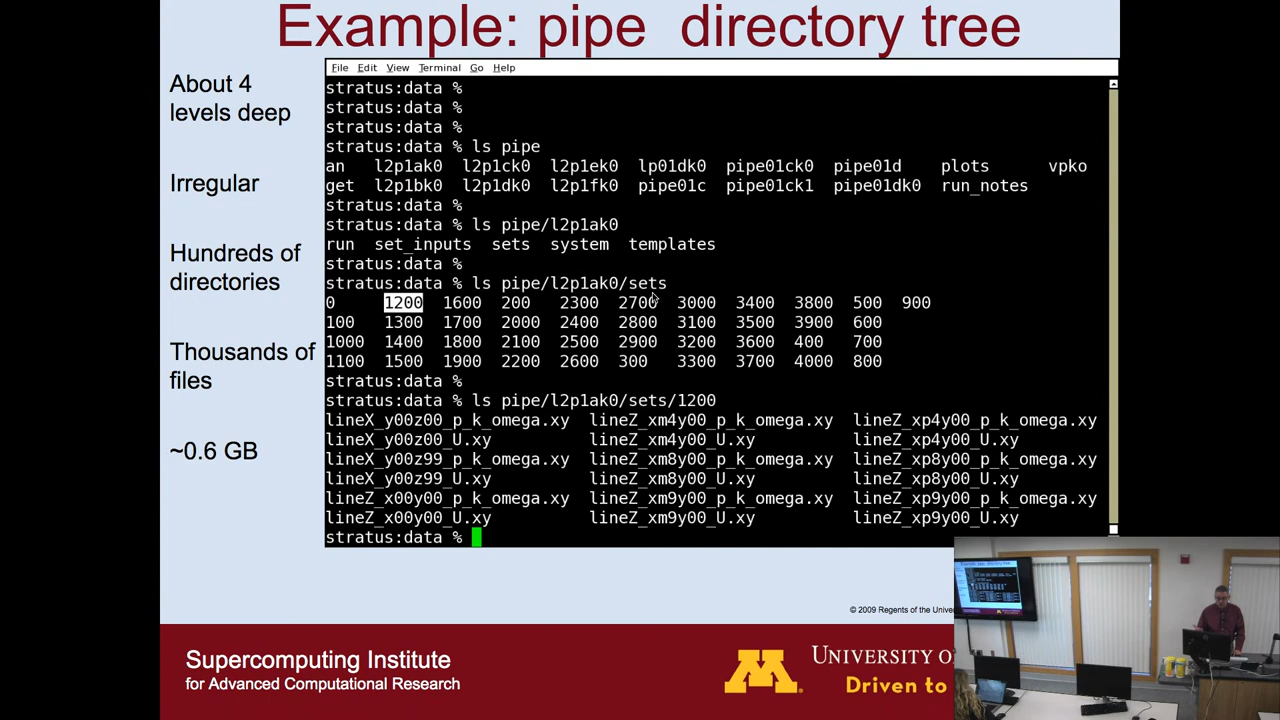 Example: pipe directory tree
About 4
levels deep
Irregular
Hundreds of
directories
Thousands of
files
~0.6 GB
File Edit View Terminal Go Help
stratus:data %
stratus:data %
stratus:data %
stratus:data % ls pipe
an l2p1ak0 l2p1ck0 l2p1ek0 lp01dk0 pipe01ck0 pipe01d plots vpko
get l2p1bk0 l2p1dk0 l2p1fk0 pipe01c pipe01ck1 pipe01dk0 run_notes
stratus:data %
stratus:data % ls pipe/l2p1ak0
run set_inputs sets system templates
stratus:data %
stratus:data % ls pipe/l2p1ak0/sets
0 1200 1600 200 2300 2700 3000 3400 3800 500 900
100 1300 1700 2000 2400 2800 3100 3500 3900 600
1000 1400 1800 2100 2500 2900 3200 3600 400 700
1100 1500 1900 2200 2600 300 3300 3700 4000 800
stratus:data %
stratus:data % ls pipe/l2p1ak0/sets/1200
lineX_y00z00_p_k_omega.xy lineZ_xm4y00_p_k_omega.xy lineZ_xp4y00_p_k_omega.xy
lineX_y00z00_U.xy lineZ_xm4y00_U.xy lineZ_xp4y00_U.xy
lineX_y00z99_p_k_omega.xy lineZ_xm8y00_p_k_omega.xy lineZ_xp8y00_p_k_omega.xy
lineX_y00z99_U.xy lineZ_xm8y00_U.xy lineZ_xp8y00_U.xy
lineZ_x00y00_p_k_omega.xy lineZ_xm9y00_p_k_omega.xy lineZ_xp9y00_p_k_omega.xy
lineZ_x00y00_U.xy lineZ_xm9y00_U.xy lineZ_xp9y00_U.xy
stratus:data %
© 2009 Regents of the Univer
Supercomputing Institute
for Advanced Computational Research
M
UNIVERSITY O
Driven to
Example: pipe directory tree